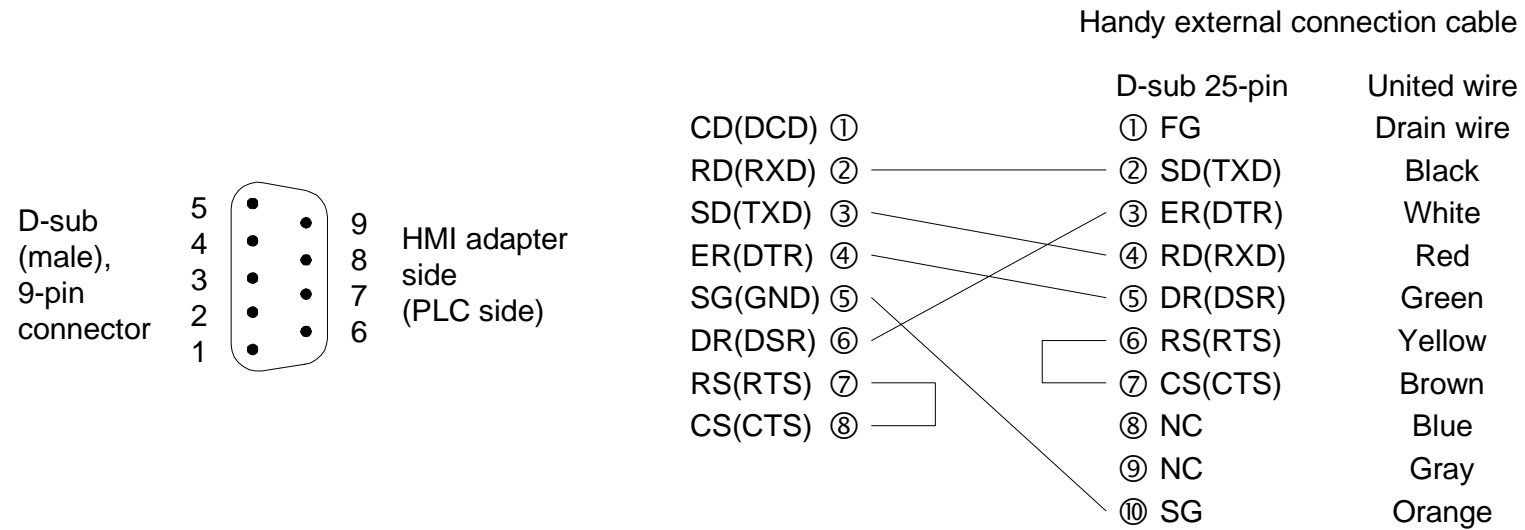 Handy external connection cable
D-sub 25-pin United wire
CD(DCD) ① ① FG Drain wire
RD(RXD) ② ② SD(TXD) Black
SD(TXD) ③ ③ ER(DTR) White
ER(DTR) ④ ④ RD(RXD) Red
SG(GND) ⑤ ⑤ DR(DSR) Green
DR(DSR) ⑥ ⑥ RS(RTS) Yellow
RS(RTS) ⑦ ⑦ CS(CTS) Brown
CS(CTS) ⑧ ⑧ NC Blue
⑨ NC Gray
⑩ SG Orange
D-sub
(male),
9-pin
connector
5
4
3
2
1
9
8
7
6
HMI adapter
side
(PLC side)